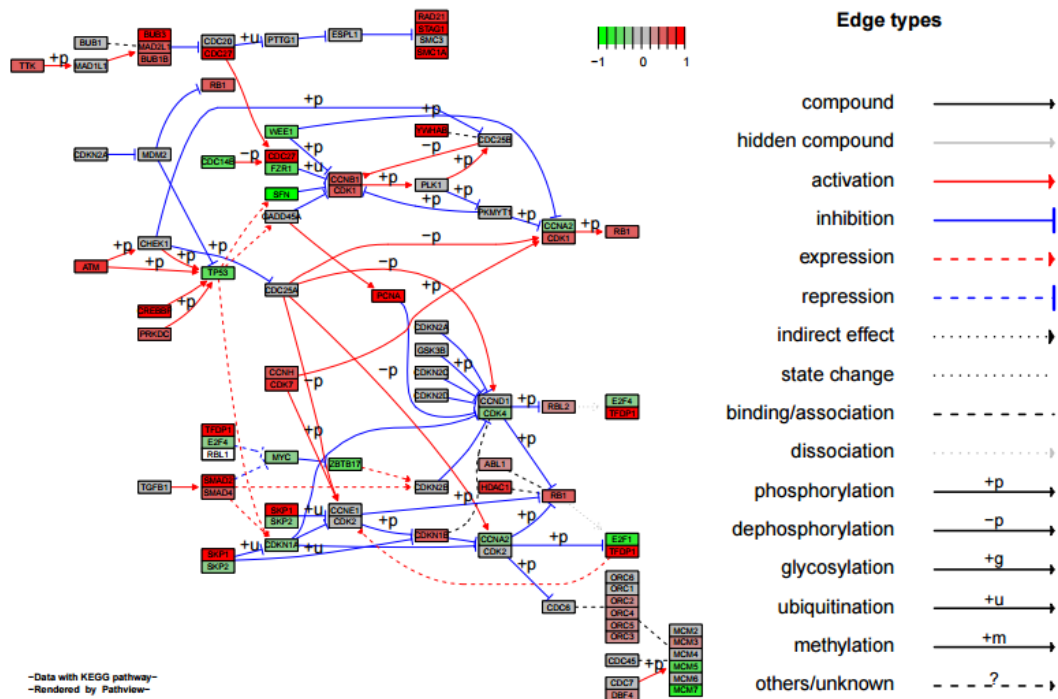 Edge types
compound
hidden compound
activation
inhibition
expression
repression
indirect effect
state change
binding/association
dissociation
phosphorylation
+p
dephosphorylation
−p
glycosylation
+g
ubiquitination
+u
methylation
+m
others/unknown
?
−1
0
1
BUB1
BUB3
MAD2L1
BUB1B
TTK
+p
MAD1L1
CDC20
CDC27
+u
PTTG1
ESPL1
RAD21
STAG1
SMC3
SMC1A
RB1
+p
CDKN2A
MDM2
WEE1
+p
YWHAB
+p
CDC25B
CDC14B
−p
CDC27
FZR1
+u
CCNB1
CDK1
−p
+p
+p
PLK1
+p
SFN
GADD45A
+p
PKMYT1
+p
CCNA2
CDK1
+p
RB1
CHEK1
+p
+p
+p
ATM
+p
TP53
−p
CREBBP
+p
PRKDC
CDC25A
−p
PCNA
+p
CDKN2A
GSK3B
+p
CDKN2C
CDKN2D
CCNH
CDK7
−p
−p
CCND1
CDK4
+p
RBL2
E2F4
TFDP1
+p
TFDP1
E2F4
RBL1
MYC
ZBTB17
+p
TGFB1
SMAD2
SMAD4
CDKN2B
ABL1
HDAC1
RB1
SKP1
SKP2
+u
CCNE1
CDK2
+p
+p
CDKN1A
+u
CDKN1B
CCNA2
CDK2
+p
+p
E2F1
TFDP1
SKP1
SKP2
+u
+p
CDC6
ORC6
ORC1
ORC2
ORC4
ORC5
ORC3
CDC45
CDC7
DBF4
+p
MCM2
MCM3
MCM4
MCM5
MCM6
MCM7
−Data with KEGG pathway−
−Rendered by Pathview−